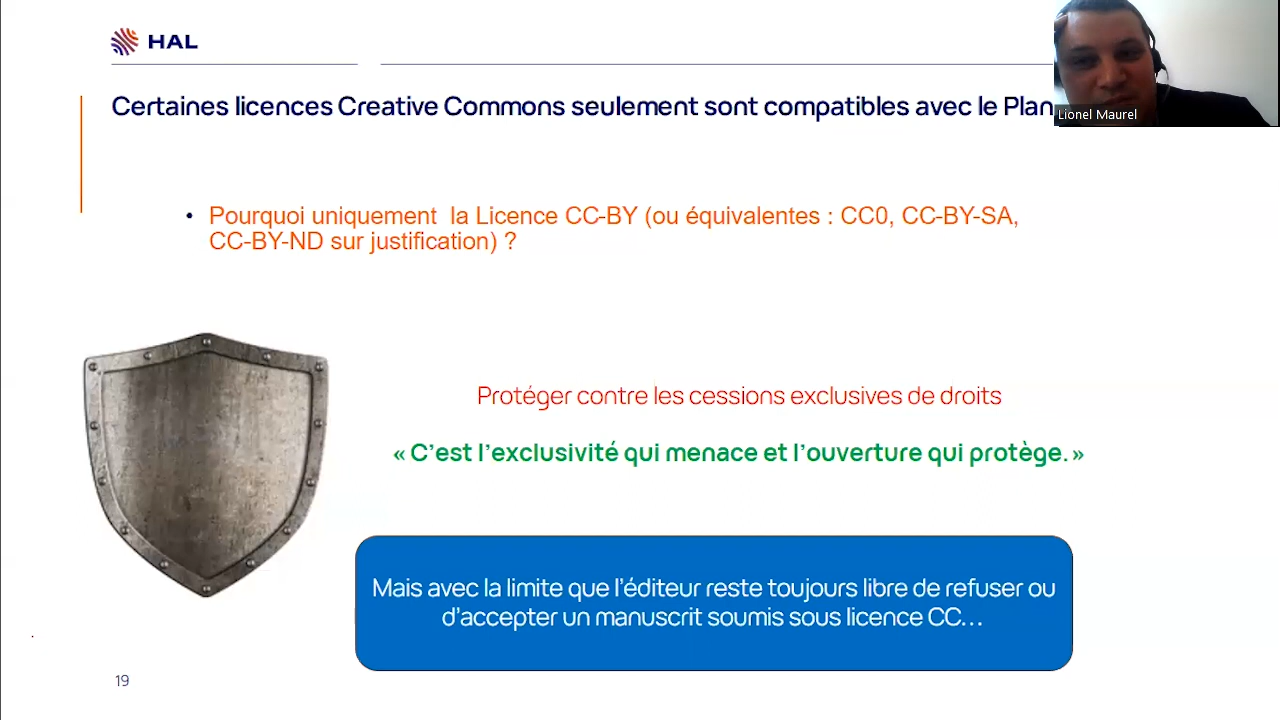 HAL
Certaines licences Creative Commons seulement sont compatibles avec le Plan
Lionel Maurel
• Pourquoi uniquement la Licence CC-BY (ou équivalentes : CC0, CC-BY-SA,
CC-BY-ND sur justification) ?
Protéger contre les cessions exclusives de droits
« C’est l’exclusivité qui menace et l’ouverture qui protège. »
Mais avec la limite que l’éditeur reste toujours libre de refuser ou
d’accepter un manuscrit soumis sous licence CC…
19